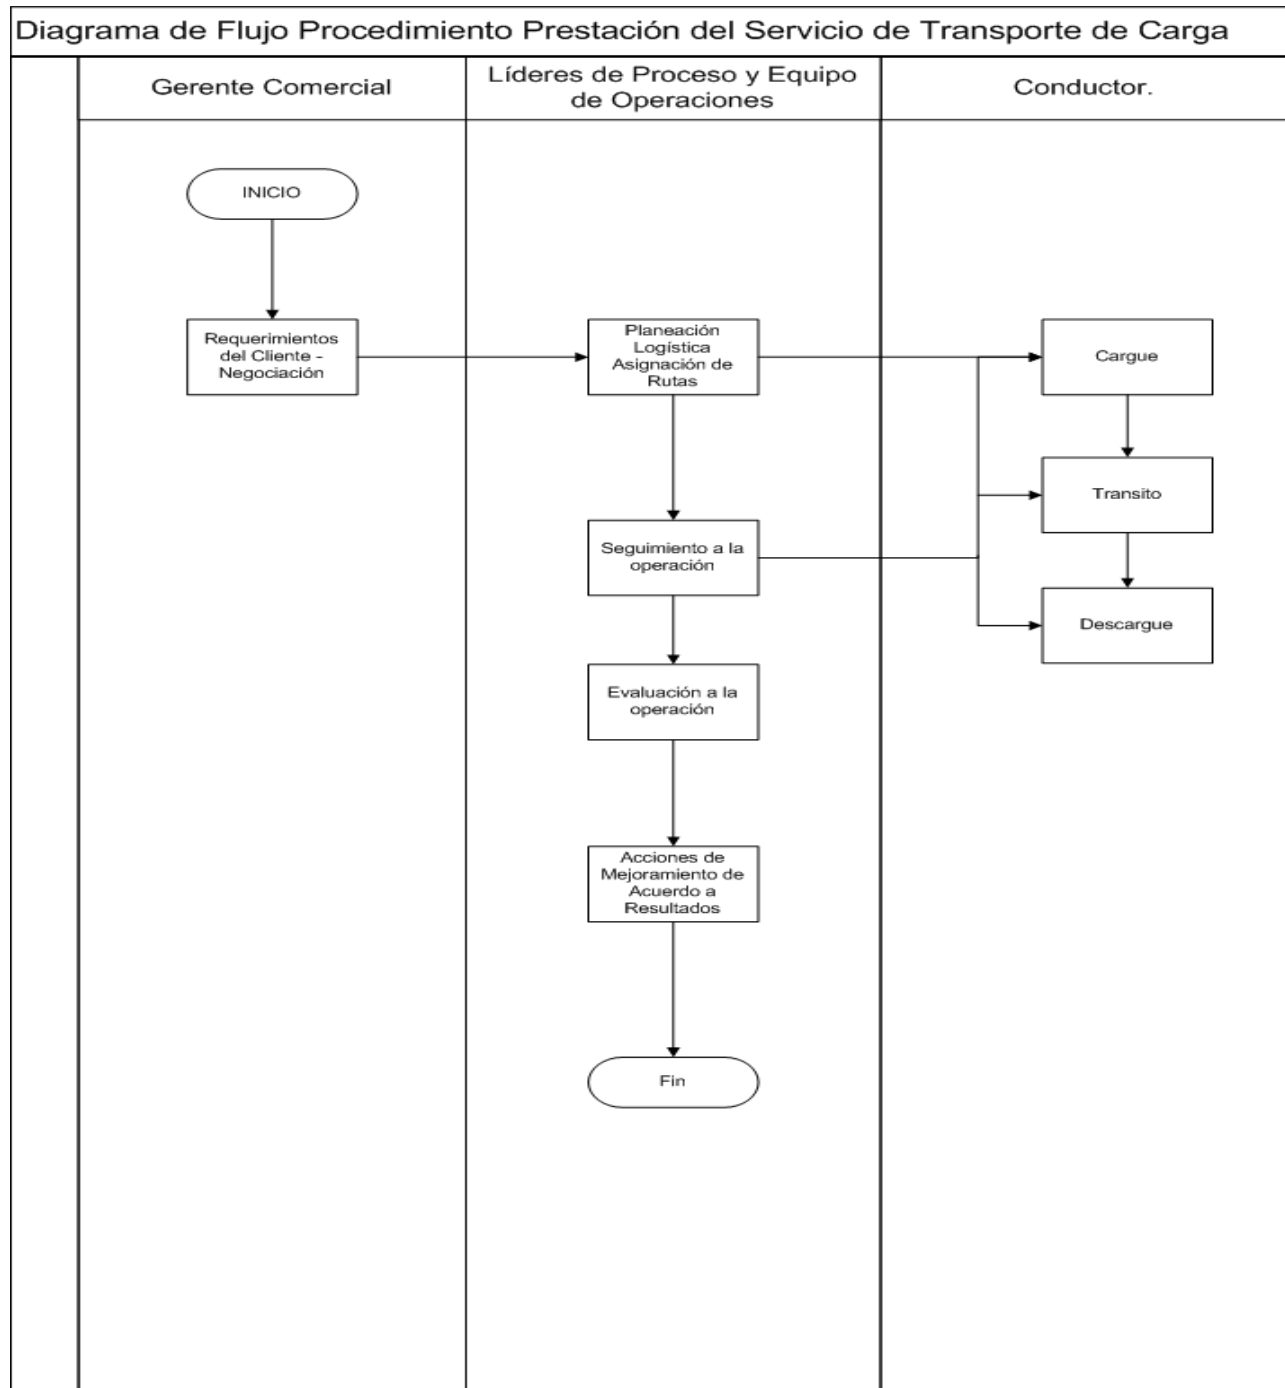 Diagrama de Flujo Procedimiento Prestación del Servicio de Transporte de Carga
Gerente Comercial
Líderes de Proceso y Equipo
de Operaciones
Conductor.
INICIO
Requerimientos
del Cliente -
Negociación
Planeación
Logística
Asignación de
Rutas
Cargue
Transito
Seguimiento a la
operación
Descargue
Evaluación a la
operación
Acciones de
Mejoramiento de
Acuerdo a
Resultados
Fin